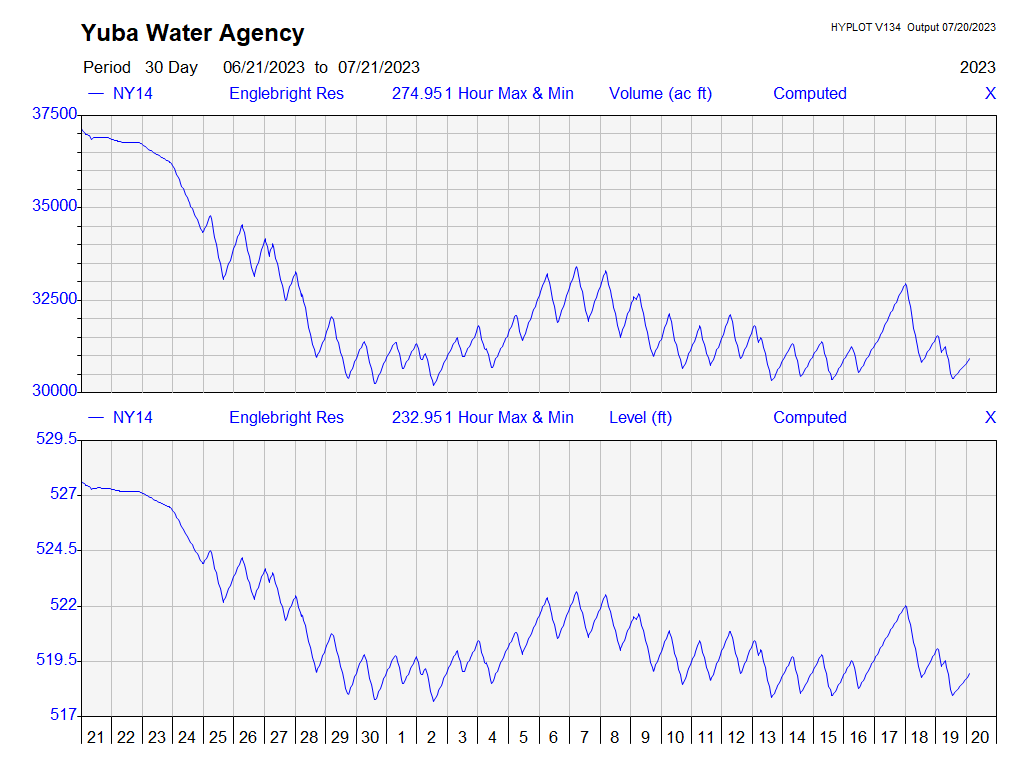 Yuba Water Agency
HYPLOT V134 Output 07/20/2023
Period 30 Day 06/21/2023 to 07/21/2023 2023
NY14 Englebright Res 274.951 Hour Max & Min Volume (ac ft) Computed X
37500
35000
32500
30000
NY14 Englebright Res 232.951 Hour Max & Min Level (ft) Computed X
529.5
527
524.5
522
519.5
517
21 22 23 24 25 26 27 28 29 30 1 2 3 4 5 6 7 8 9 10 11 12 13 14 15 16 17 18 19 20